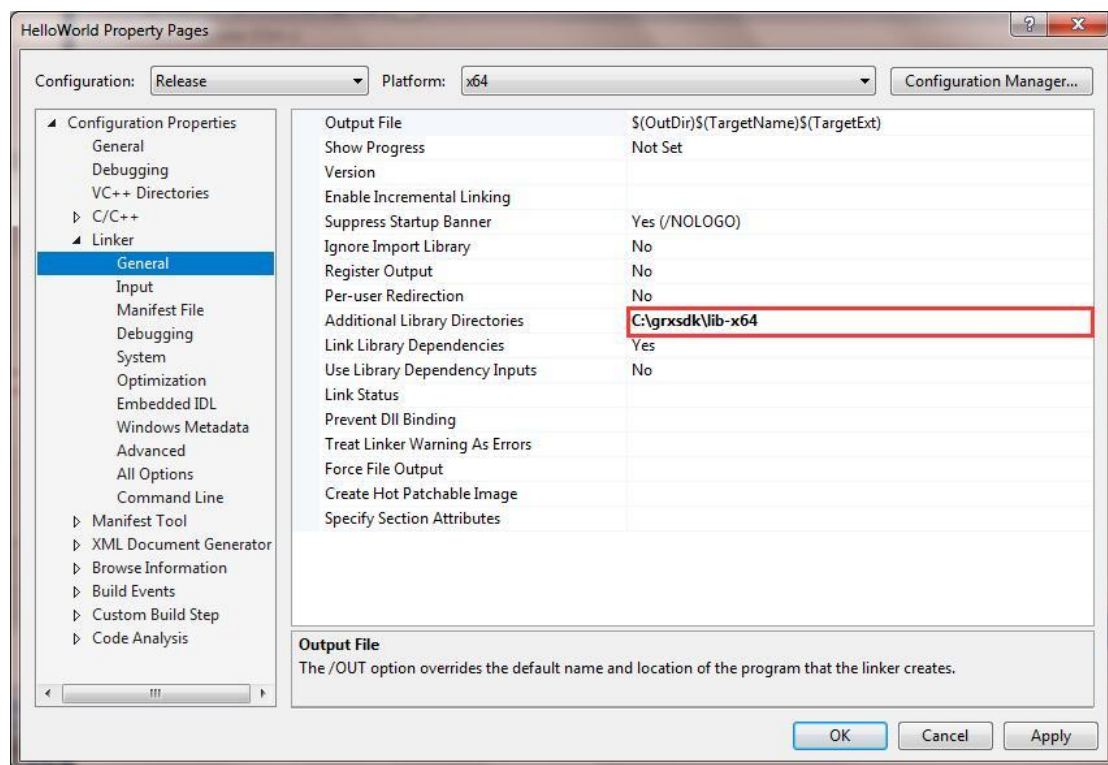 HelloWorld Property Pages
Configuration: Release Platform: x64 Configuration Manager...
Configuration Properties
General
Debugging
VC++ Directories
C/C++
Linker
General
Input
Manifest File
Debugging
System
Optimization
Embedded IDL
Windows Metadata
Advanced
All Options
Command Line
Manifest Tool
XML Document Generator
Browse Information
Build Events
Custom Build Step
Code Analysis
Output File $(OutDir)$(TargetName)$(TargetExt)
Show Progress Not Set
Version
Enable Incremental Linking
Suppress Startup Banner Yes (/NOLOGO)
Ignore Import Library No
Register Output No
Per-user Redirection No
Additional Library Directories C:\grxsdk\lib-x64
Link Library Dependencies Yes
Use Library Dependency Inputs No
Link Status
Prevent Dll Binding
Treat Linker Warning As Errors
Force File Output
Create Hot Patchable Image
Specify Section Attributes
Output File
The /OUT option overrides the default name and location of the program that the linker creates.
OK Cancel Apply